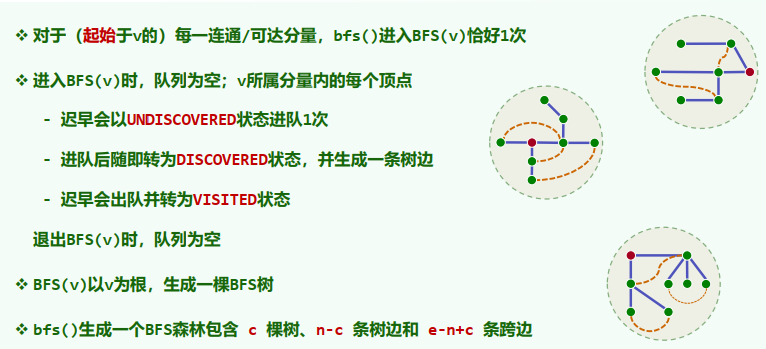 ❖ 对于（起始于v的）每一连通/可达分量，bfs()进入BFS(v)恰好1次
❖ 进入BFS(v)时，队列为空；v所属分量内的每个顶点
- 迟早会以UNDISCOVERED状态进队1次
- 进队后随即转为DISCOVERED状态，并生成一条树边
- 迟早会出队并转为VISITED状态
退出BFS(v)时，队列为空
❖ BFS(v)以v为根，生成一棵BFS树
❖ bfs()生成一个BFS森林包含 c 棵树、n-c 条树边和 e-n+c 条跨边